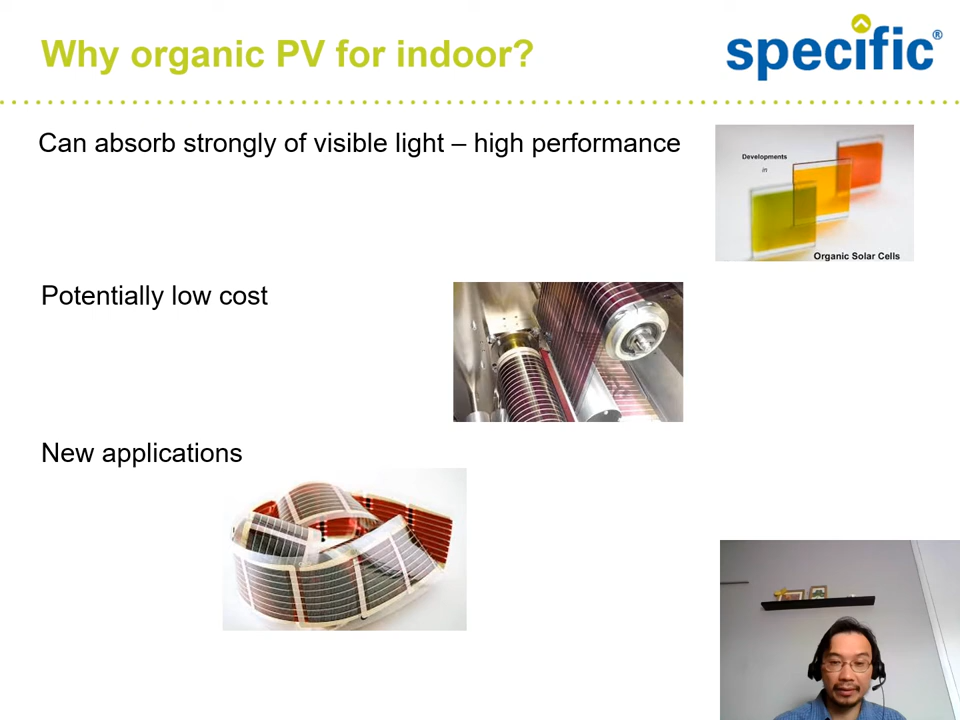 Why organic PV for indoor?
specific®
Can absorb strongly of visible light – high performance
Developments
in
Organic Solar Cells
Potentially low cost
New applications